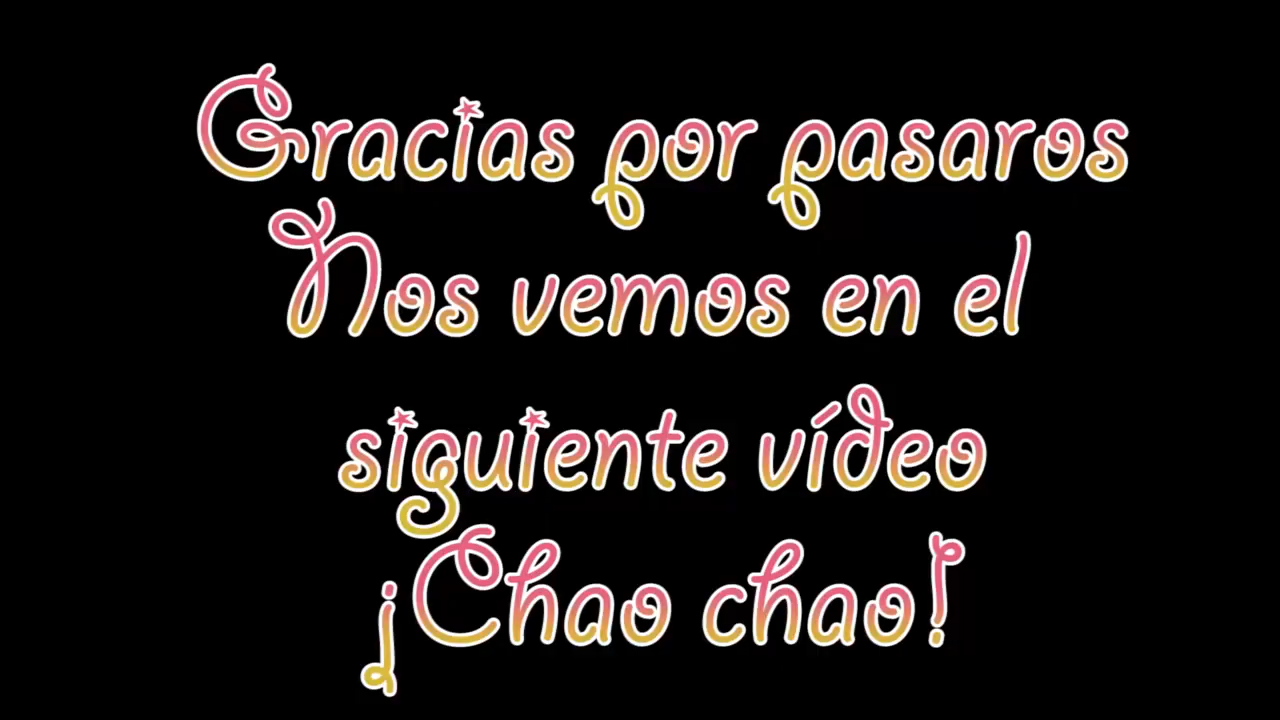 Gracias por pasaros
Nos vemos en el
siguiente vídeo
¡Chao chao!